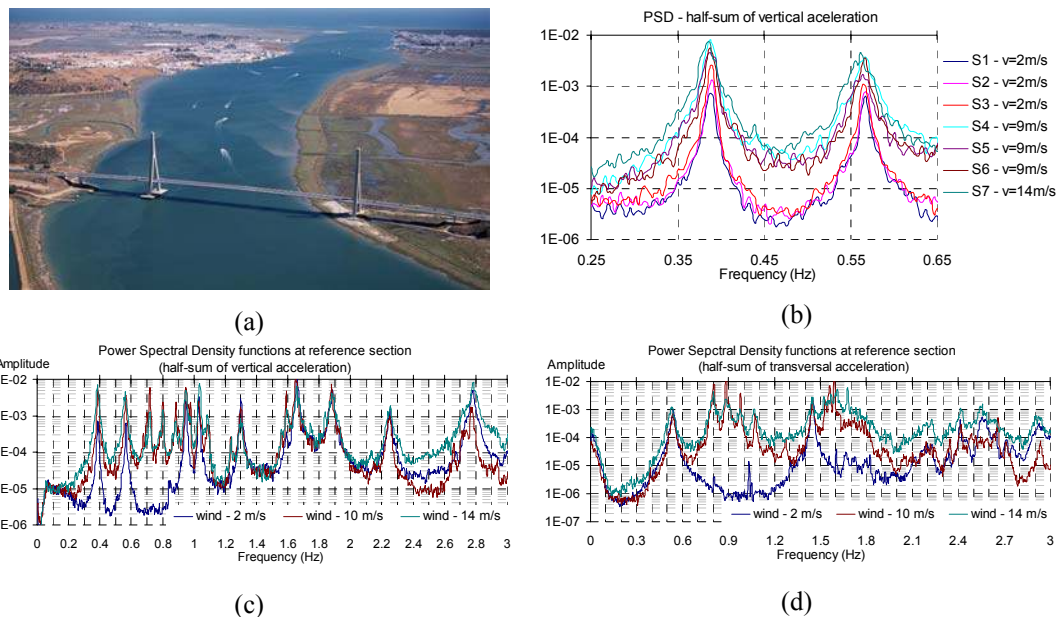 PSD - half-sum of vertical aceleration
1E-02
1E-03
1E-04
1E-05
1E-06
0.25 0.35 0.45 0.55 0.65
Frequency (Hz)
S1 - v=2m/s
S2 - v=2m/s
S3 - v=2m/s
S4 - v=9m/s
S5 - v=9m/s
S6 - v=9m/s
S7 - v=14m/s
(a)
(b)
Power Spectral Density functions at reference section
(half-sum of vertical acceleration)
Amplitude
E-02
E-03
E-04
E-05
E-06
wind - 2 m/s wind - 10 m/s wind - 14 m/s
0 0.2 0.4 0.6 0.8 1 1.2 1.4 1.6 1.8 2 2.2 2.4 2.6 2.8 3
Frequency (Hz)
Power Sepctral Density functions at reference section
(half-sum of transversal acceleration)
Amplitude
1E-02
1E-03
1E-04
1E-05
1E-06
1E-07
wind - 2 m/s wind - 10 m/s wind - 14 m/s
0 0.3 0.6 0.9 1.2 1.5 1.8 2.1 2.4 2.7 3
Frequency (Hz)
(c)
(d)